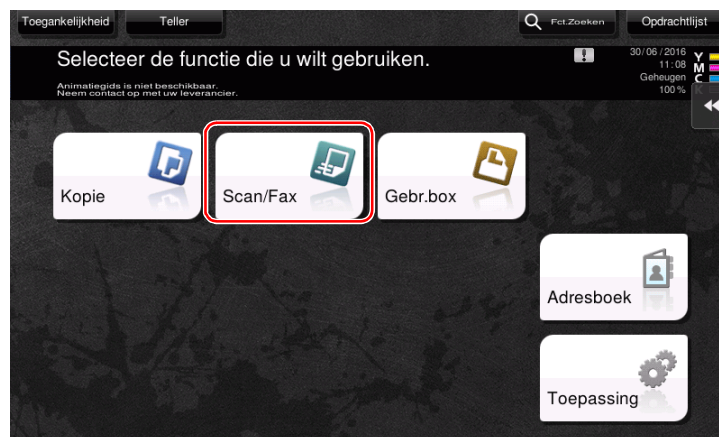 Toegankelijkheid
Teller
Fct.Zoeken
Opdrachtlijst
Selecteer de functie die u wilt gebruiken.
Animatiegids is niet beschikbaar.
Neem contact op met uw leverancier.
30/06/2016
11:08
Geheugen
100 %
Y
M
C
K
Kopie
Scan/Fax
Gebr.box
Adresboek
Toepassing